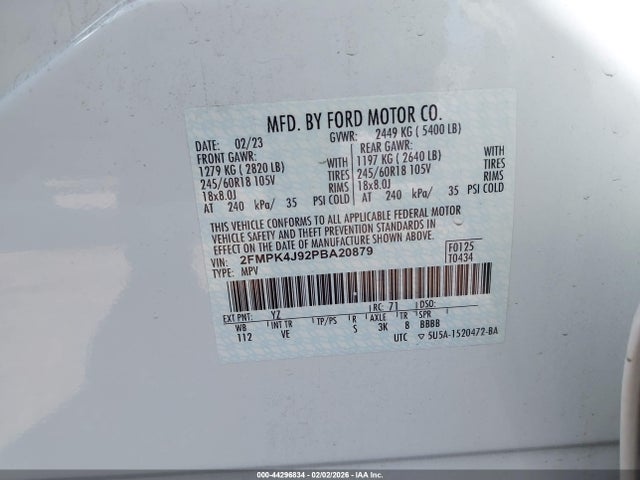 MFD. BY FORD MOTOR CO.
DATE: 02/23 GVWR: 2449 KG ( 5400 LB)
FRONT GAWR: REAR GAWR:
1279 KG ( 2820 LB) WITH 1197 KG ( 2640 LB) WITH
245/60R18 105V TIRES 245/60R18 105V TIRES
18x8.0J RIMS 18x8.0J RIMS
AT 240 kPa/ 35 PSI COLD AT 240 kPa/ 35 PSI COLD
THIS VEHICLE CONFORMS TO ALL APPLICABLE FEDERAL MOTOR
VEHICLE SAFETY AND THEFT PREVENTION STANDARDS IN
EFFECT ON THE DATE OF MANUFACTURE SHOWN ABOVE.
VIN: 2FMPK4J92PBA20879 F0125
TYPE: MPV T0434
EXT PNT: YZ RC: 71 DSO:
WB INT TR TP/PS R AXLE TR SPR
112 VE S 3K 8 BBBB
UTC ▽ 5U5A-1520472-BA
000-44296834 - 02/02/2026 - IAAI.COM